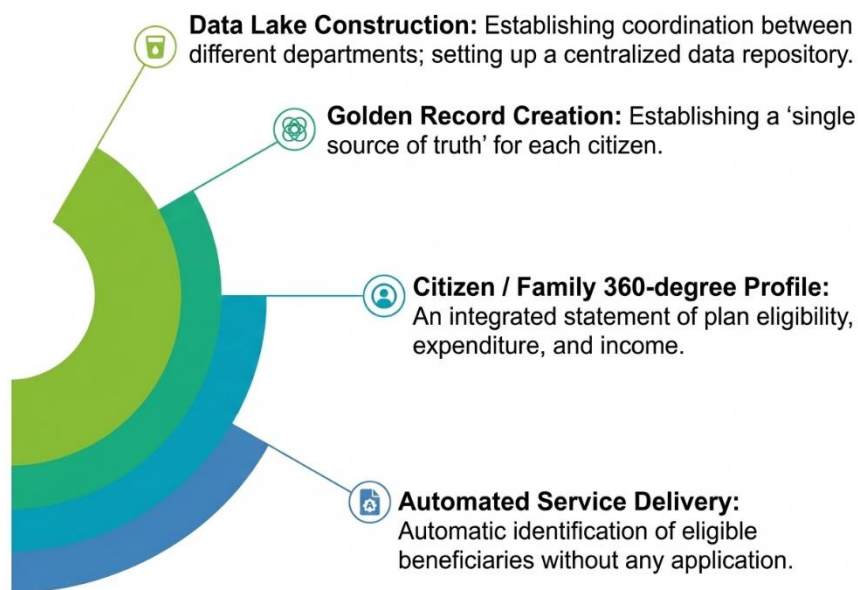 Data Lake Construction: Establishing coordination between
different departments; setting up a centralized data repository.
Golden Record Creation: Establishing a ‘single
source of truth’ for each citizen.
Citizen / Family 360-degree Profile:
An integrated statement of plan eligibility,
expenditure, and income.
Automated Service Delivery:
Automatic identification of eligible
beneficiaries without any application.